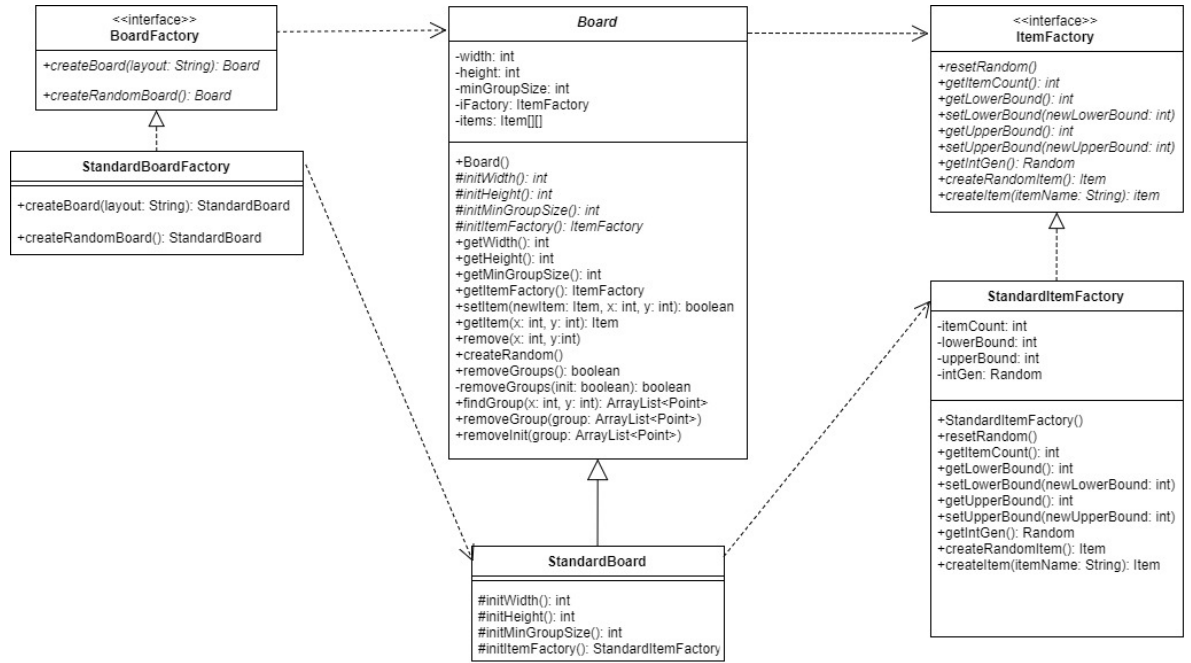 <<interface>>
BoardFactory
+createBoard(layout: String): Board
+createRandomBoard(): Board
StandardBoardFactory
+createBoard(layout: String): StandardBoard
+createRandomBoard(): StandardBoard
Board
-width: int
-height: int
-minGroupSize: int
-iFactory: ItemFactory
-items: Item[][]
+Board()
#initWidth(): int
#initHeight(): int
#initMinGroupSize(): int
#initItemFactory(): ItemFactory
+getWidth(): int
+getHeight(): int
+getMinGroupSize(): int
+getItemFactory(): ItemFactory
+setItem(newItem: Item, x: int, y: int): boolean
+getItem(x: int, y: int): Item
+remove(x: int, y:int)
+createRandom()
+removeGroups(): boolean
-removeGroups(init: boolean): boolean
+findGroup(x: int, y: int): ArrayList<Point>
+removeGroup(group: ArrayList<Point>)
+removeInit(group: ArrayList<Point>)
StandardBoard
#initWidth(): int
#initHeight(): int
#initMinGroupSize(): int
#initItemFactory(): StandardItemFactory
<<interface>>
ItemFactory
+resetRandom()
+getItemCount(): int
+getLowerBound(): int
+setLowerBound(newLowerBound: int)
+getUpperBound(): int
+setUpperBound(newUpperBound: int)
+getIntGen(): Random
+createRandomItem(): Item
+createItem(itemName: String): item
StandardItemFactory
-itemCount: int
-lowerBound: int
-upperBound: int
-intGen: Random
+StandardItemFactory()
+resetRandom()
+getItemCount(): int
+getLowerBound(): int
+setLowerBound(newLowerBound: int)
+getUpperBound(): int
+setUpperBound(newUpperBound: int)
+getIntGen(): Random
+createRandomItem(): Item
+createItem(itemName: String): Item